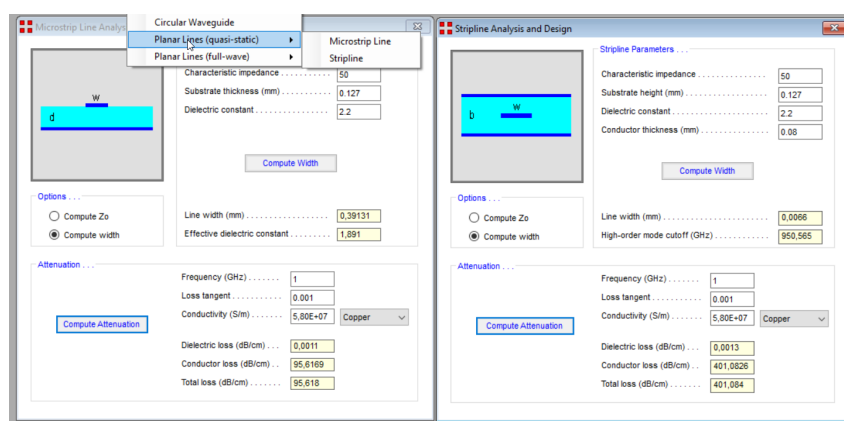 Microstrip Line Analys
Circular Waveguide
Planar Lines (quasi-static)
Planar Lines (full-wave)
Microstrip Line
Stripline
Characteristic impedance . . . . . . . . . . . . 50
Substrate thickness (mm) . . . . . . . . . . . . 0.127
Dielectric constant . . . . . . . . . . . . . . . 2.2
w
d
Compute Width
Options . . .
Compute Zo
Compute width
Line width (mm) . . . . . . . . . . . . . . . . . . 0,39131
Effective dielectric constant . . . . . . . . . 1,891
Attenuation . . .
Frequency (GHz) . . . . . . . 1
Loss tangent . . . . . . . . . . . 0.001
Conductivity (S/m) . . . . . . . 5,80E+07 Copper
Compute Attenuation
Dielectric loss (dB/cm) . . . 0,0011
Conductor loss (dB/cm) . . 95,6169
Total loss (dB/cm) . . . . . . . 95,618
Stripline Analysis and Design
Stripline Parameters . . .
Characteristic impedance . . . . . . . . . . . . . . . 50
Substrate height (mm) . . . . . . . . . . . . . . . . . 0.127
Dielectric constant . . . . . . . . . . . . . . . . . . . 2.2
Conductor thickness (mm) . . . . . . . . . . . . . . 0.08
W
b
Compute Width
Options . . .
Compute Zo
Compute width
Line width (mm) . . . . . . . . . . . . . . . . . . . . . 0,0066
High-order mode cutoff (GHz) . . . . . . . . . . . . 950,565
Attenuation . . .
Frequency (GHz) . . . . . . . 1
Loss tangent . . . . . . . . . . . 0.001
Conductivity (S/m) . . . . . . . 5,80E+07 Copper
Compute Attenuation
Dielectric loss (dB/cm) . . . 0,0013
Conductor loss (dB/cm) . . 401,0826
Total loss (dB/cm) . . . . . . . 401,084